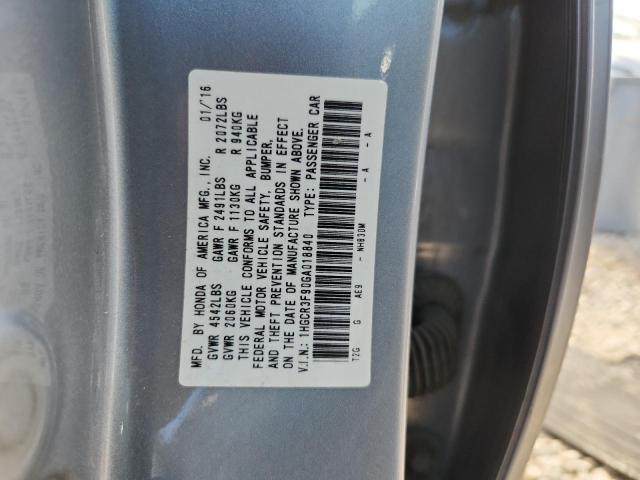 MFD. BY HONDA OF AMERICA MFG., INC. 01/'16
GVWR 4542LBS GAWR F 2491LBS R 2072LBS
GVWR 2060KG GAWR F 1130KG R 940KG
THIS VEHICLE CONFORMS TO ALL APPLICABLE
FEDERAL MOTOR VEHICLE SAFETY, BUMPER,
AND THEFT PREVENTION STANDARDS IN EFFECT
ON THE DATE OF MANUFACTURE SHOWN ABOVE.
V.I.N.: 1HGCR3F90GA018840 TYPE: PASSENGER CAR
T2G G AE9 - NH830M - A - A